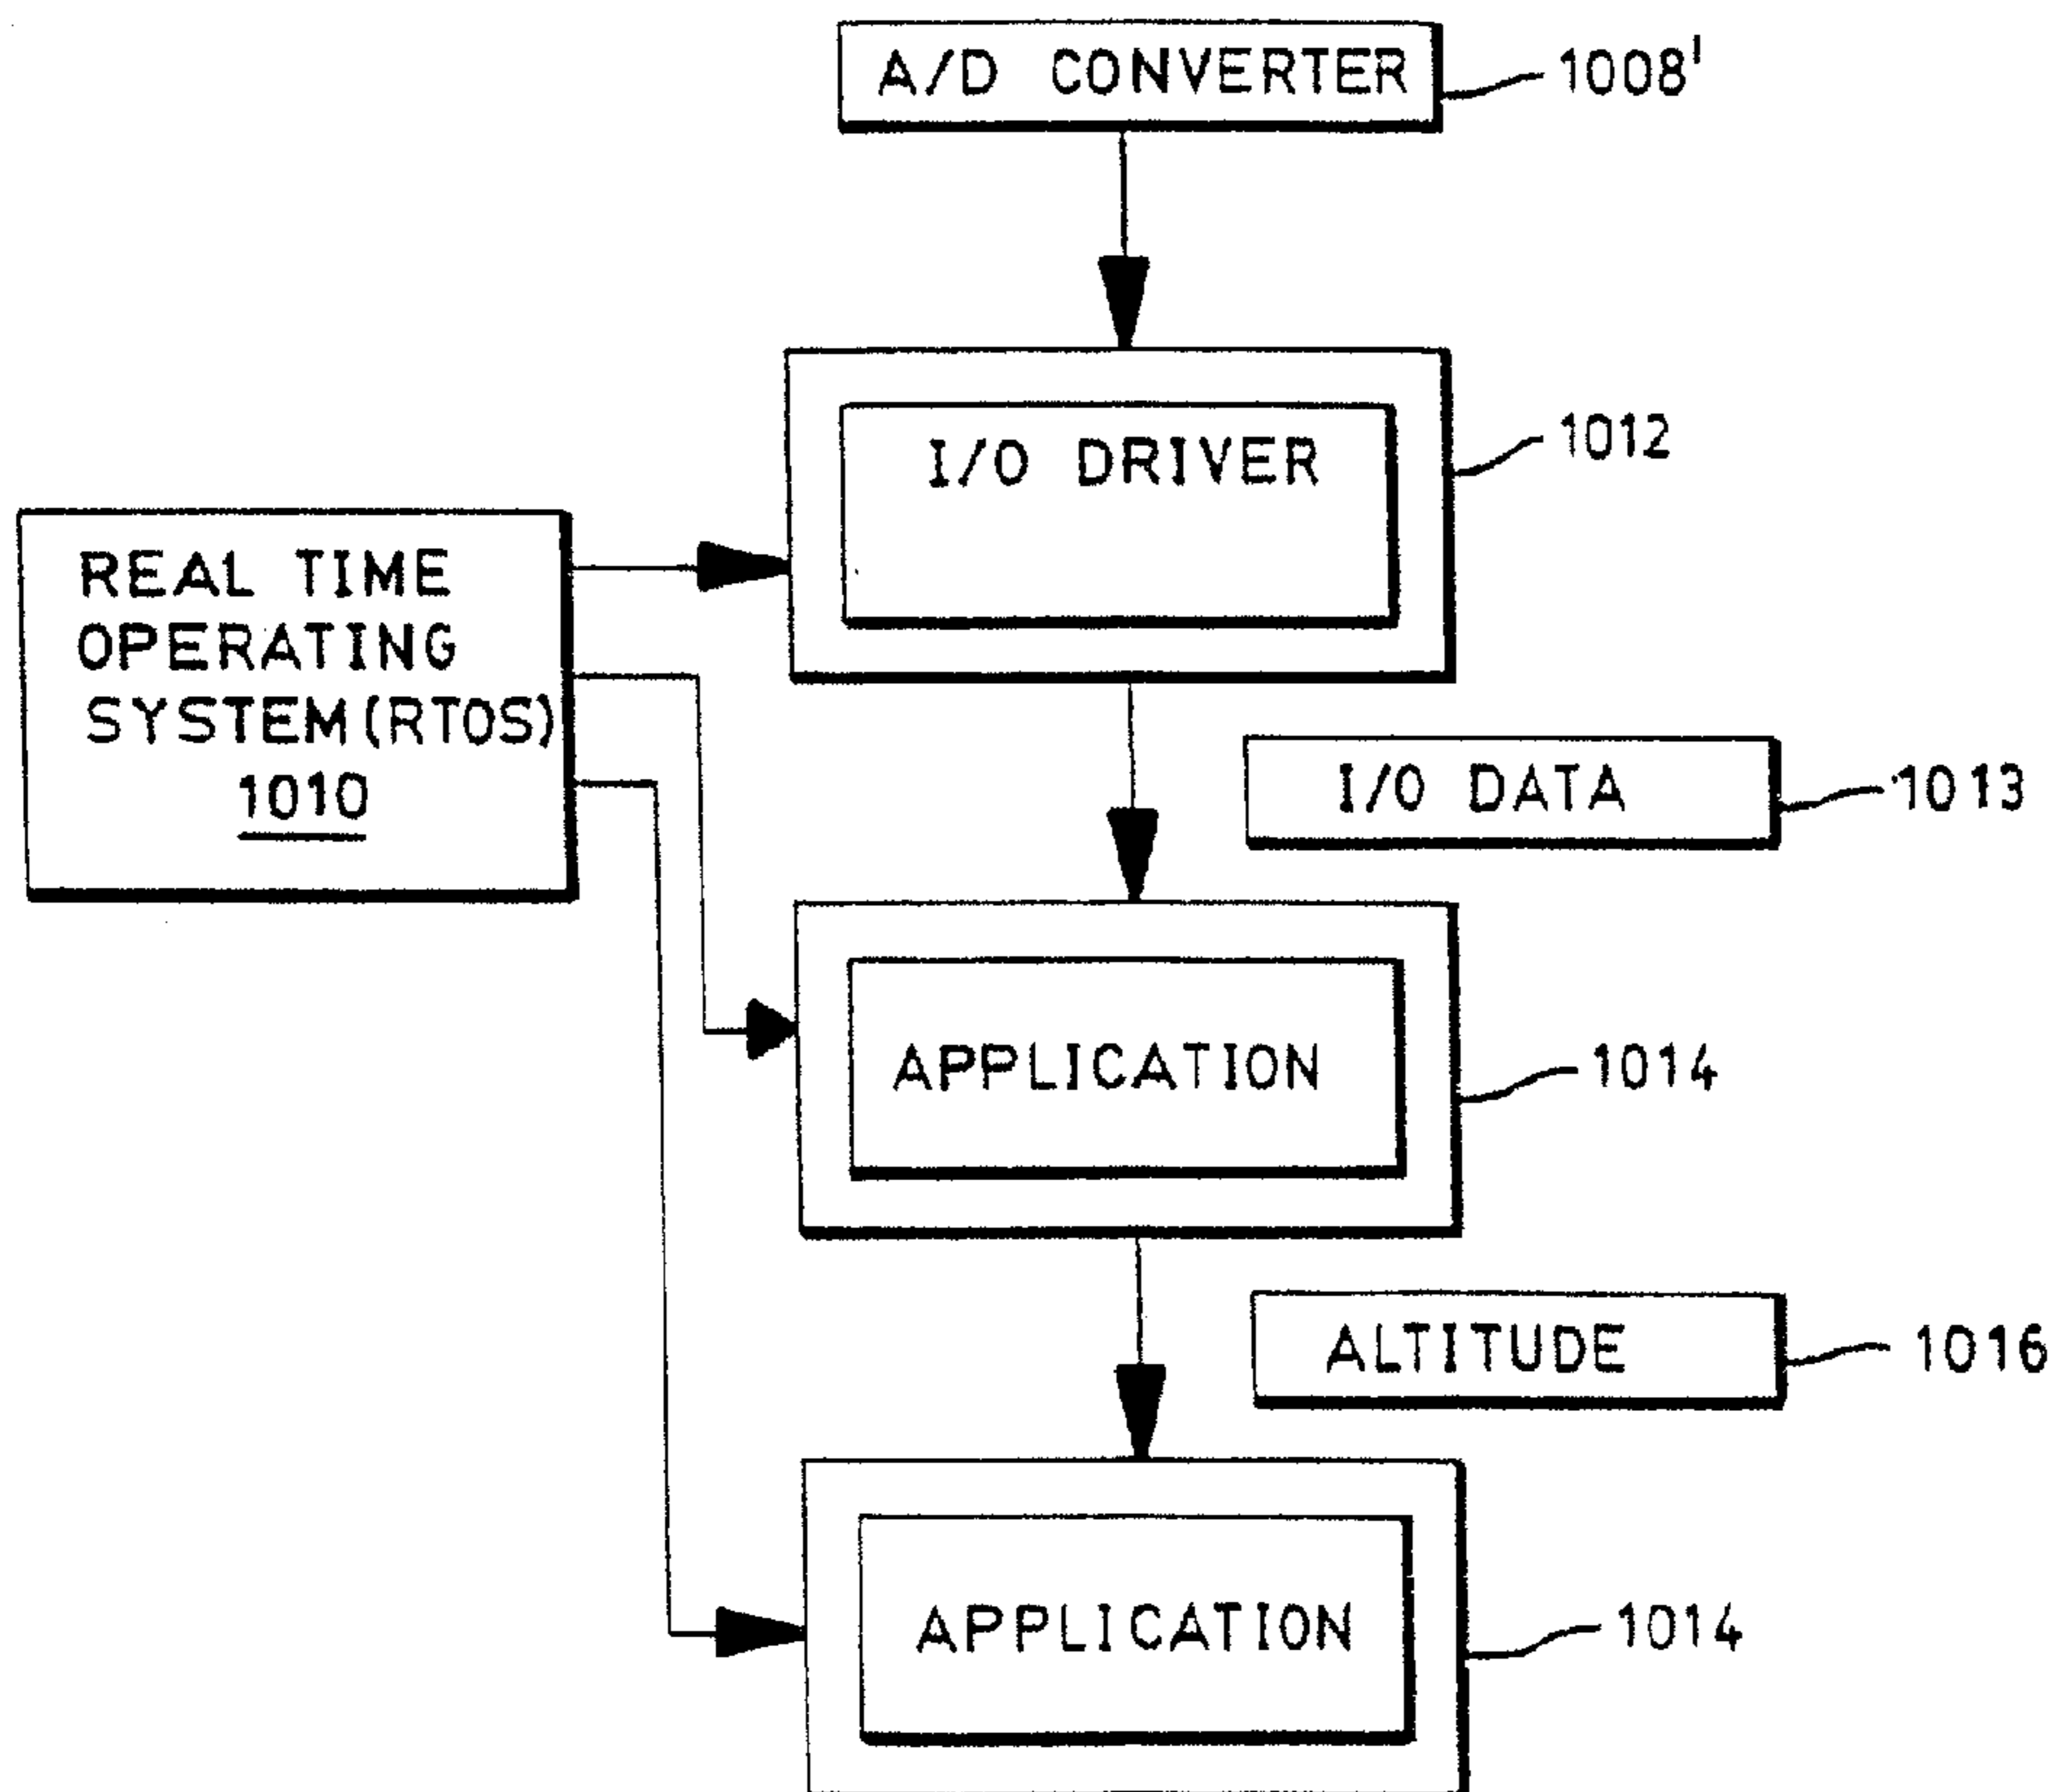 A/D CONVERTER
1008'
I/O DRIVER
1012
REAL TIME
OPERATING
SYSTEM(RTOS)
1010
I/O DATA
1013
APPLICATION
1014
ALTITUDE
1016
APPLICATION
1014